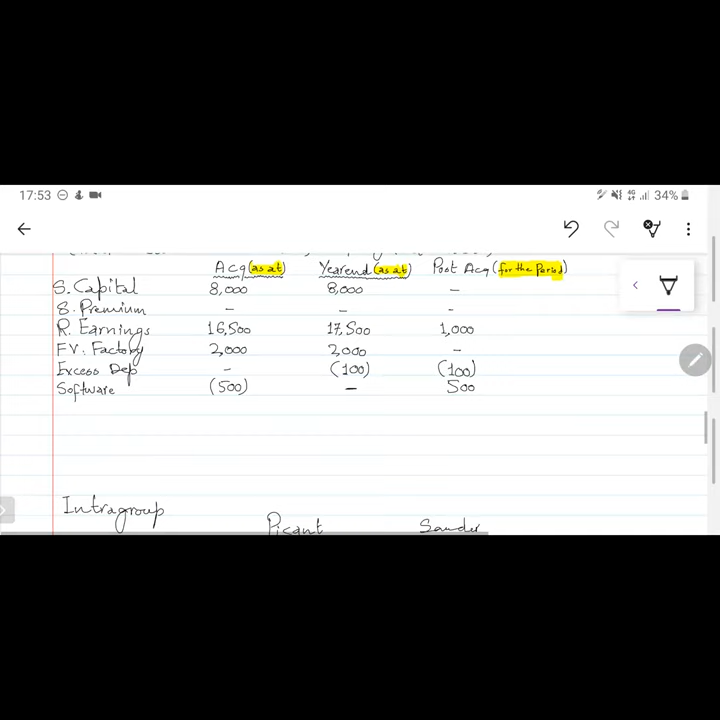 17:53 4G 34%
Acq (as at) Yearend (as at) Post Acq (for the Period)
S. Capital 8,000 8,000 -
S. Premium - - -
R. Earnings 16,500 17,500 1,000
FV: Factory 2,000 2,000 -
Excess Dep - (100) (100)
Software (500) - 500
Intragroup
Picant Sander